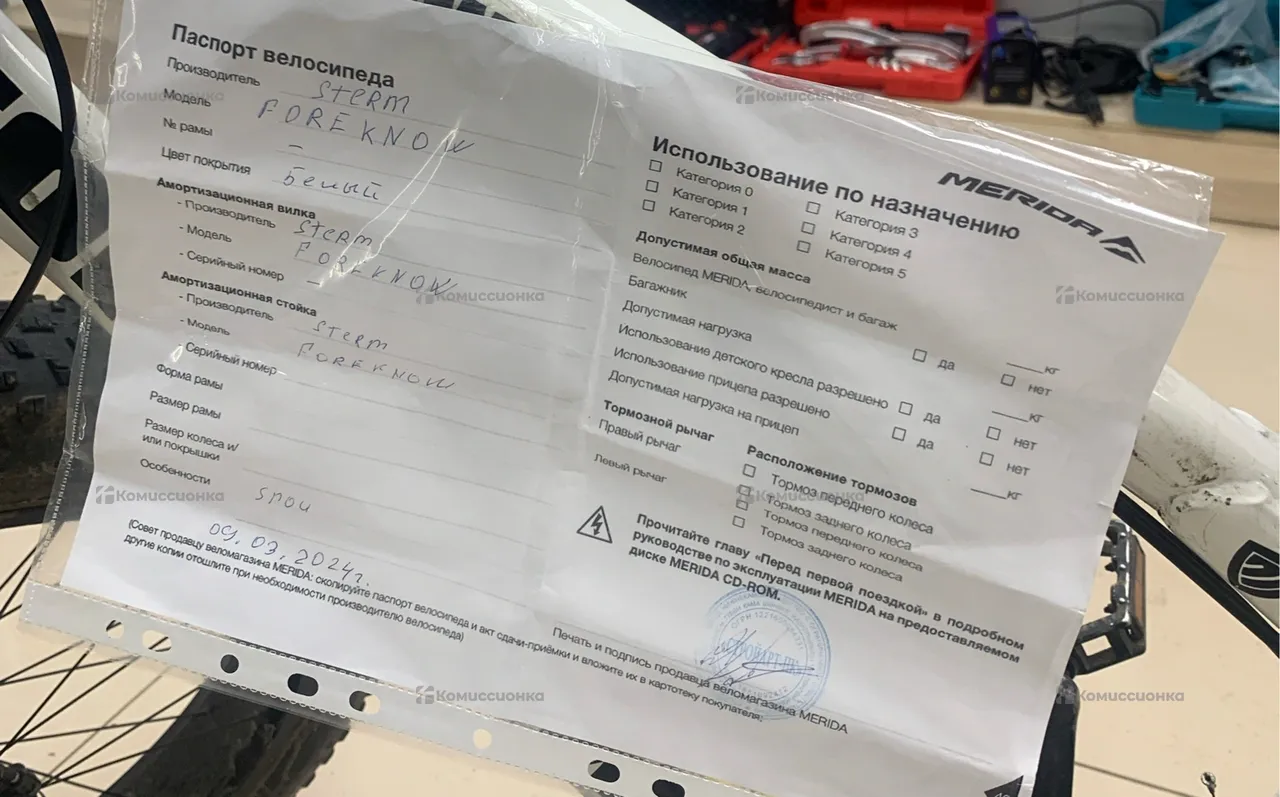 Паспорт велосипеда
Производитель Sterm
Модель FOREKNOW
№ рамы –
Цвет покрытия Белый
Амортизационная вилка
- Производитель Sterm
- Модель FOREKNOW
- Серийный номер –
Амортизационная стойка
- Производитель Sterm
- Модель FOREKNOW
- Серийный номер
Форма рамы
Размер рамы
Размер колеса и/
или покрышки
Особенности
09.03.2024г.
(Совет продавцу веломагазина MERIDA: скопируйте паспорт велосипеда и акт сдачи-приёмки и вложите их в картотеку покупателя;
другие копии отошлите при необходимости производителю велосипеда)
MERIDA
Использование по назначению
Категория 0
Категория 1
Категория 2
Категория 3
Категория 4
Категория 5
Допустимая общая масса
Велосипед MERIDA, велосипедист и багаж кг
Багажник да нет
Допустимая нагрузка кг
Использование детского кресла разрешено да нет
Использование прицепа разрешено да нет
Допустимая нагрузка на прицеп кг
Тормозной рычаг Расположение тормозов
Правый рычаг Тормоз переднего колеса
Тормоз заднего колеса
Левый рычаг Тормоз переднего колеса
Тормоз заднего колеса
Прочитайте главу «Перед первой поездкой» в подробном
руководстве по эксплуатации MERIDA на предоставляемом
диске MERIDA CD-ROM.
Печать и подпись продавца веломагазина MERIDA
Комиссионка
Комиссионка
Комиссионка
Комиссионка
Комиссионка
Комиссионка
Комиссионка
Комиссионка